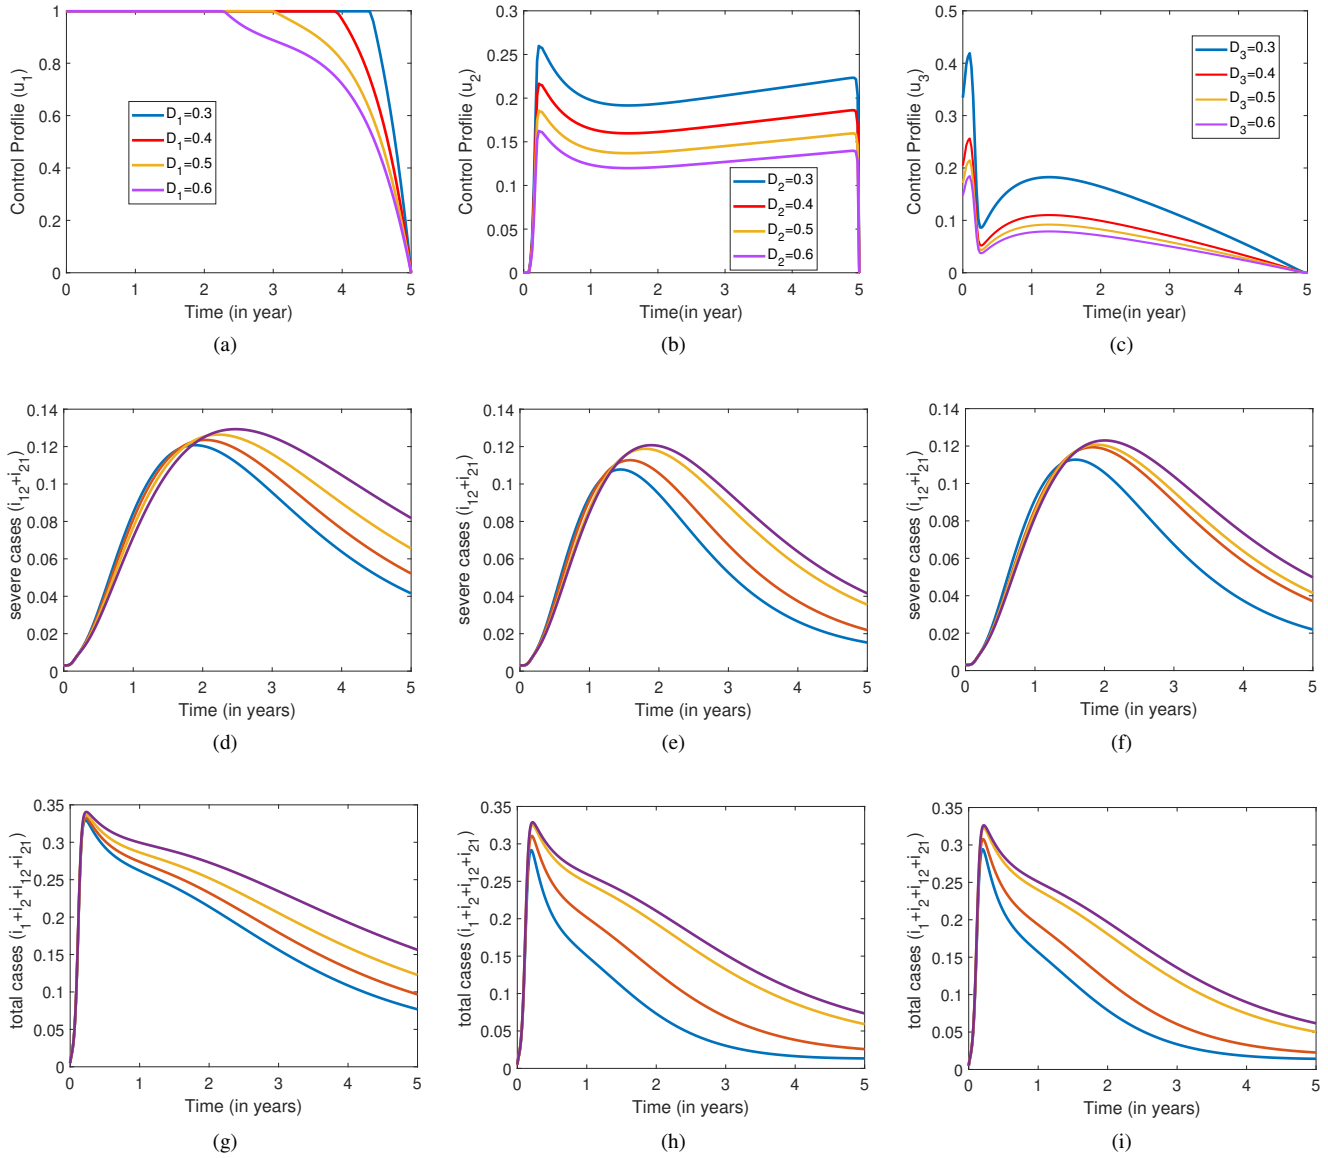 1
0.8
0.6
0.4
0.2
0
Control Proflie (u1)
D1=0.3
D1=0.4
D1=0.5
D1=0.6
0 1 2 3 4 5
Time (in year)
(a)
0.3
0.25
0.2
0.15
0.1
0.05
0
Control Proflie (u2)
D2=0.3
D2=0.4
D2=0.5
D2=0.6
0 1 2 3 4 5
Time(in year)
(b)
0.5
0.4
0.3
0.2
0.1
0
Control Proflie (u3)
D3=0.3
D3=0.4
D3=0.5
D3=0.6
0 1 2 3 4 5
Time(in year)
(c)
0.14
0.12
0.1
0.08
0.06
0.04
0.02
0
severe cases (i12+i21)
0 1 2 3 4 5
Time (in years)
(d)
0.14
0.12
0.1
0.08
0.06
0.04
0.02
0
severe cases (i12+i21)
0 1 2 3 4 5
Time (in years)
(e)
0.14
0.12
0.1
0.08
0.06
0.04
0.02
0
severe cases (i12+i21)
0 1 2 3 4 5
Time (in years)
(f)
0.35
0.3
0.25
0.2
0.15
0.1
0.05
0
total cases (i1+i2+i12+i21)
0 1 2 3 4 5
Time (in years)
(g)
0.35
0.3
0.25
0.2
0.15
0.1
0.05
0
total cases (i1+i2+i12+i21)
0 1 2 3 4 5
Time (in years)
(h)
0.35
0.3
0.25
0.2
0.15
0.1
0.05
0
total cases (i1+i2+i12+i21)
0 1 2 3 4 5
Time (in years)
(i)